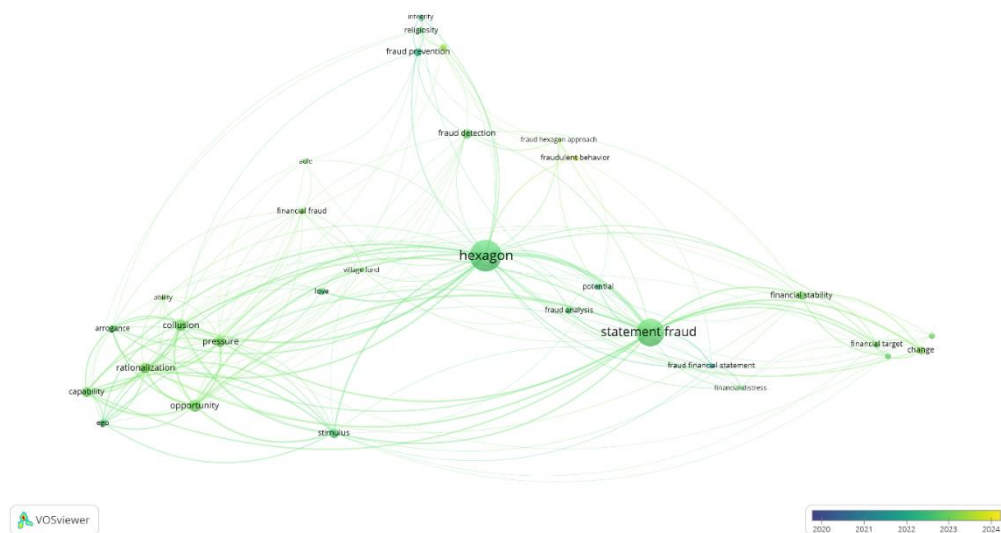 integrity
religiosity
fraud prevention
fraud detection
fraud hexagon approach
fraudulent behavior
financial fraud
hexagon
village fund
love
potential
ability
financial stability
fraud analysis
collusion
arrogance
statement fraud
pressure
financial target
change
rationalization
fraud financial statement
capability
financial distress
opportunity
ego
stimulus
VOSviewer
2020 2021 2022 2023 2024